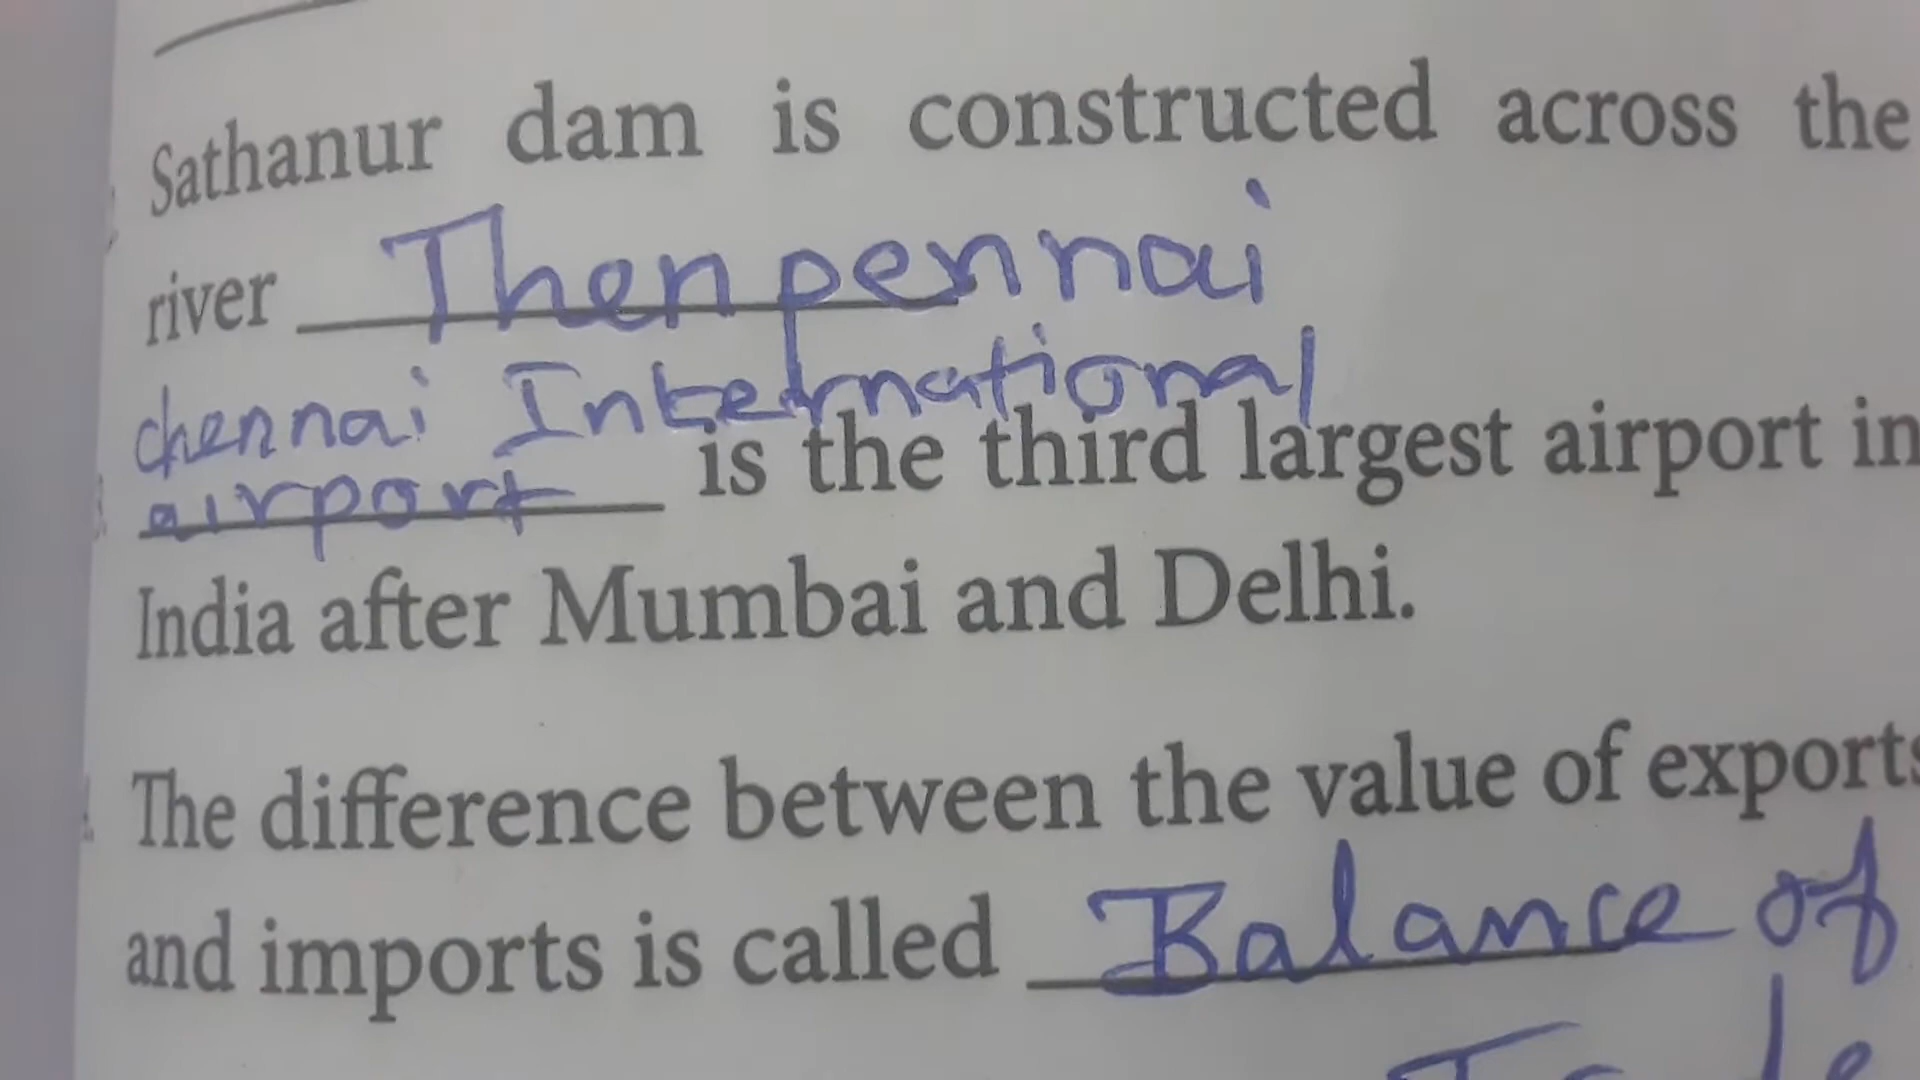 Sathanur dam is constructed across the
river Thenpennai
chennai International
airport is the third largest airport in
India after Mumbai and Delhi.
The difference between the value of exports
and imports is called Balance of